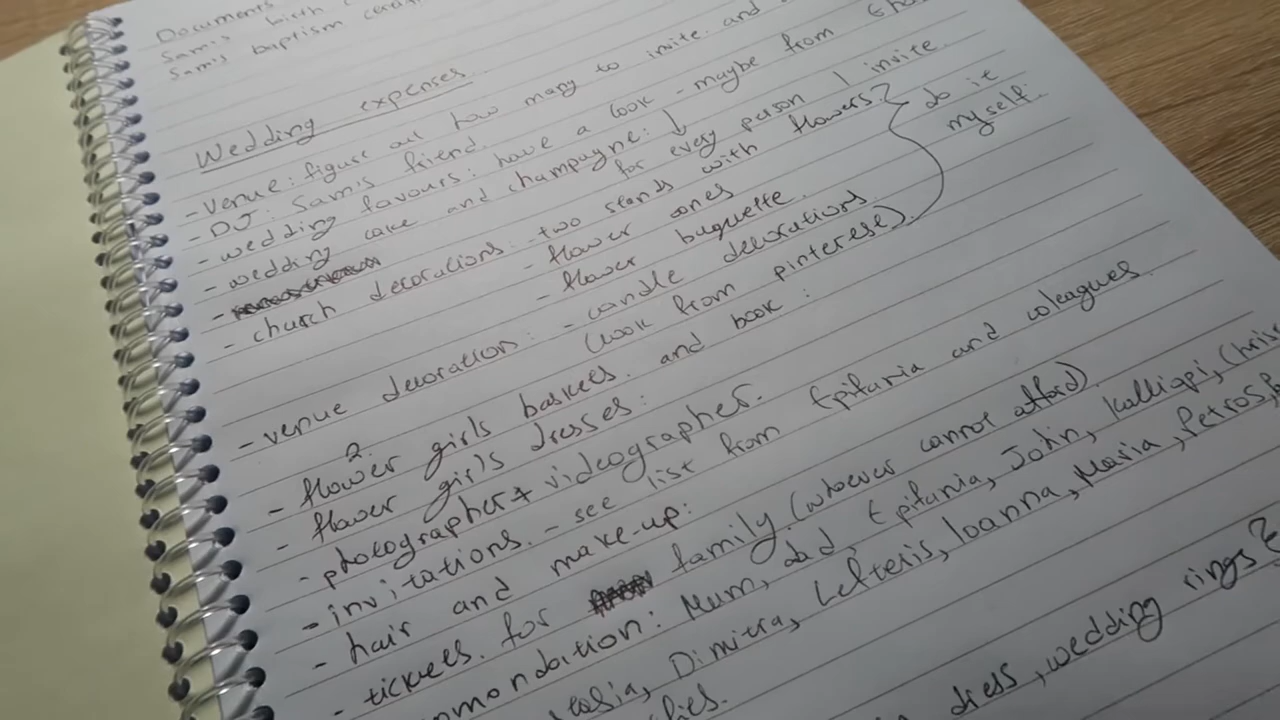 Documents
Sam's birth
Sam's baptism
Wedding expenses
- venue: figure out how many to invite. and
- DJ: Sam's friend.
- wedding favours: have a look - maybe from
- wedding cake and champagne: ↓
for every person I invite.
- church decorations: - two stands with flowers?
- flower cones
- flower buguette.
do it myself.
- venue decoration: - candle decorations
(look from pinterese).
- flower girls baskets. and book:
2.
- flower girls dresses:
- photographer + videographer.
- invitations. - see list from Epifania and colleagues.
- hair and make-up:
- tickets. for family (whoever cannot afford)
Mum, dad, Epifania, John, Kalliopi,
Dimitra, Lefteris, Ioanna, Maria, Petros,
dress, wedding rings?